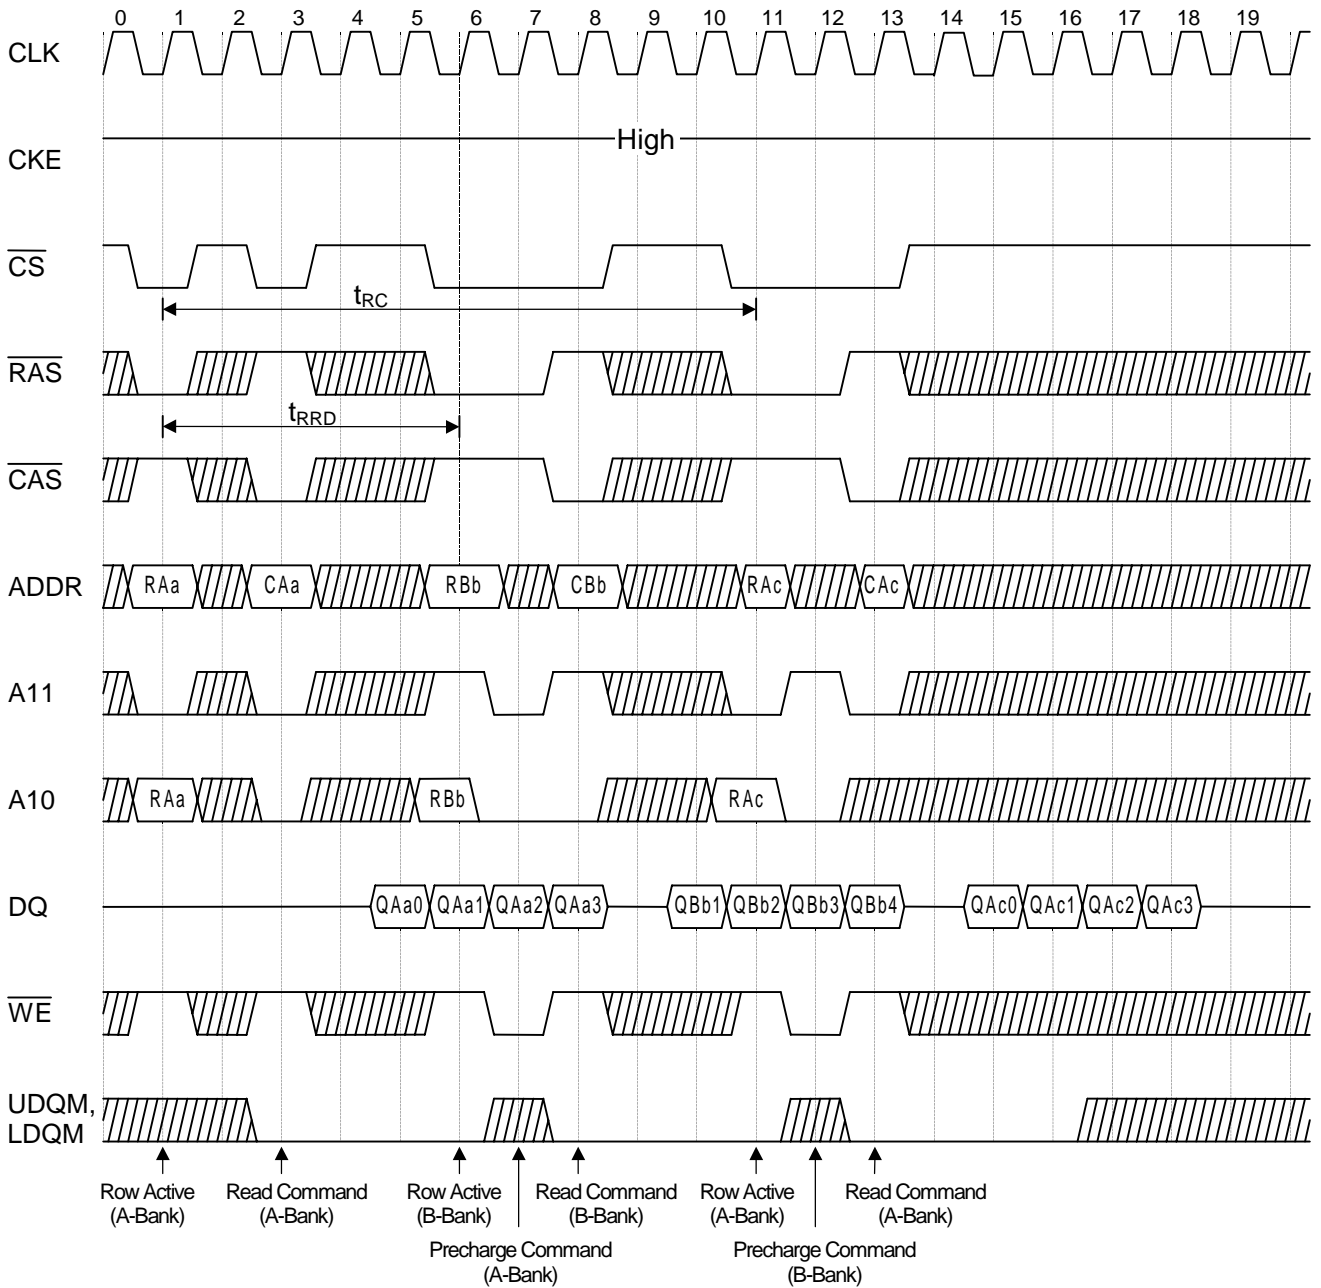 0 1 2 3 4 5 6 7 8 9 10 11 12 13 14 15 16 17 18 19
CLK
CKE
High
CS
tRC
RAS
tRRD
CAS
ADDR RAa CAa RBb CBb RAc CAc
A11
A10 RAa RBb RAc
DQ QAa0 QAa1 QAa2 QAa3 QBb1 QBb2 QBb3 QBb4 QAc0 QAc1 QAc2 QAc3
WE
UDQM,
LDQM
Row Active Read Command Row Active Read Command Row Active Read Command
(A-Bank) (A-Bank) (B-Bank) (B-Bank) (A-Bank) (A-Bank)
Precharge Command Precharge Command
(A-Bank) (B-Bank)